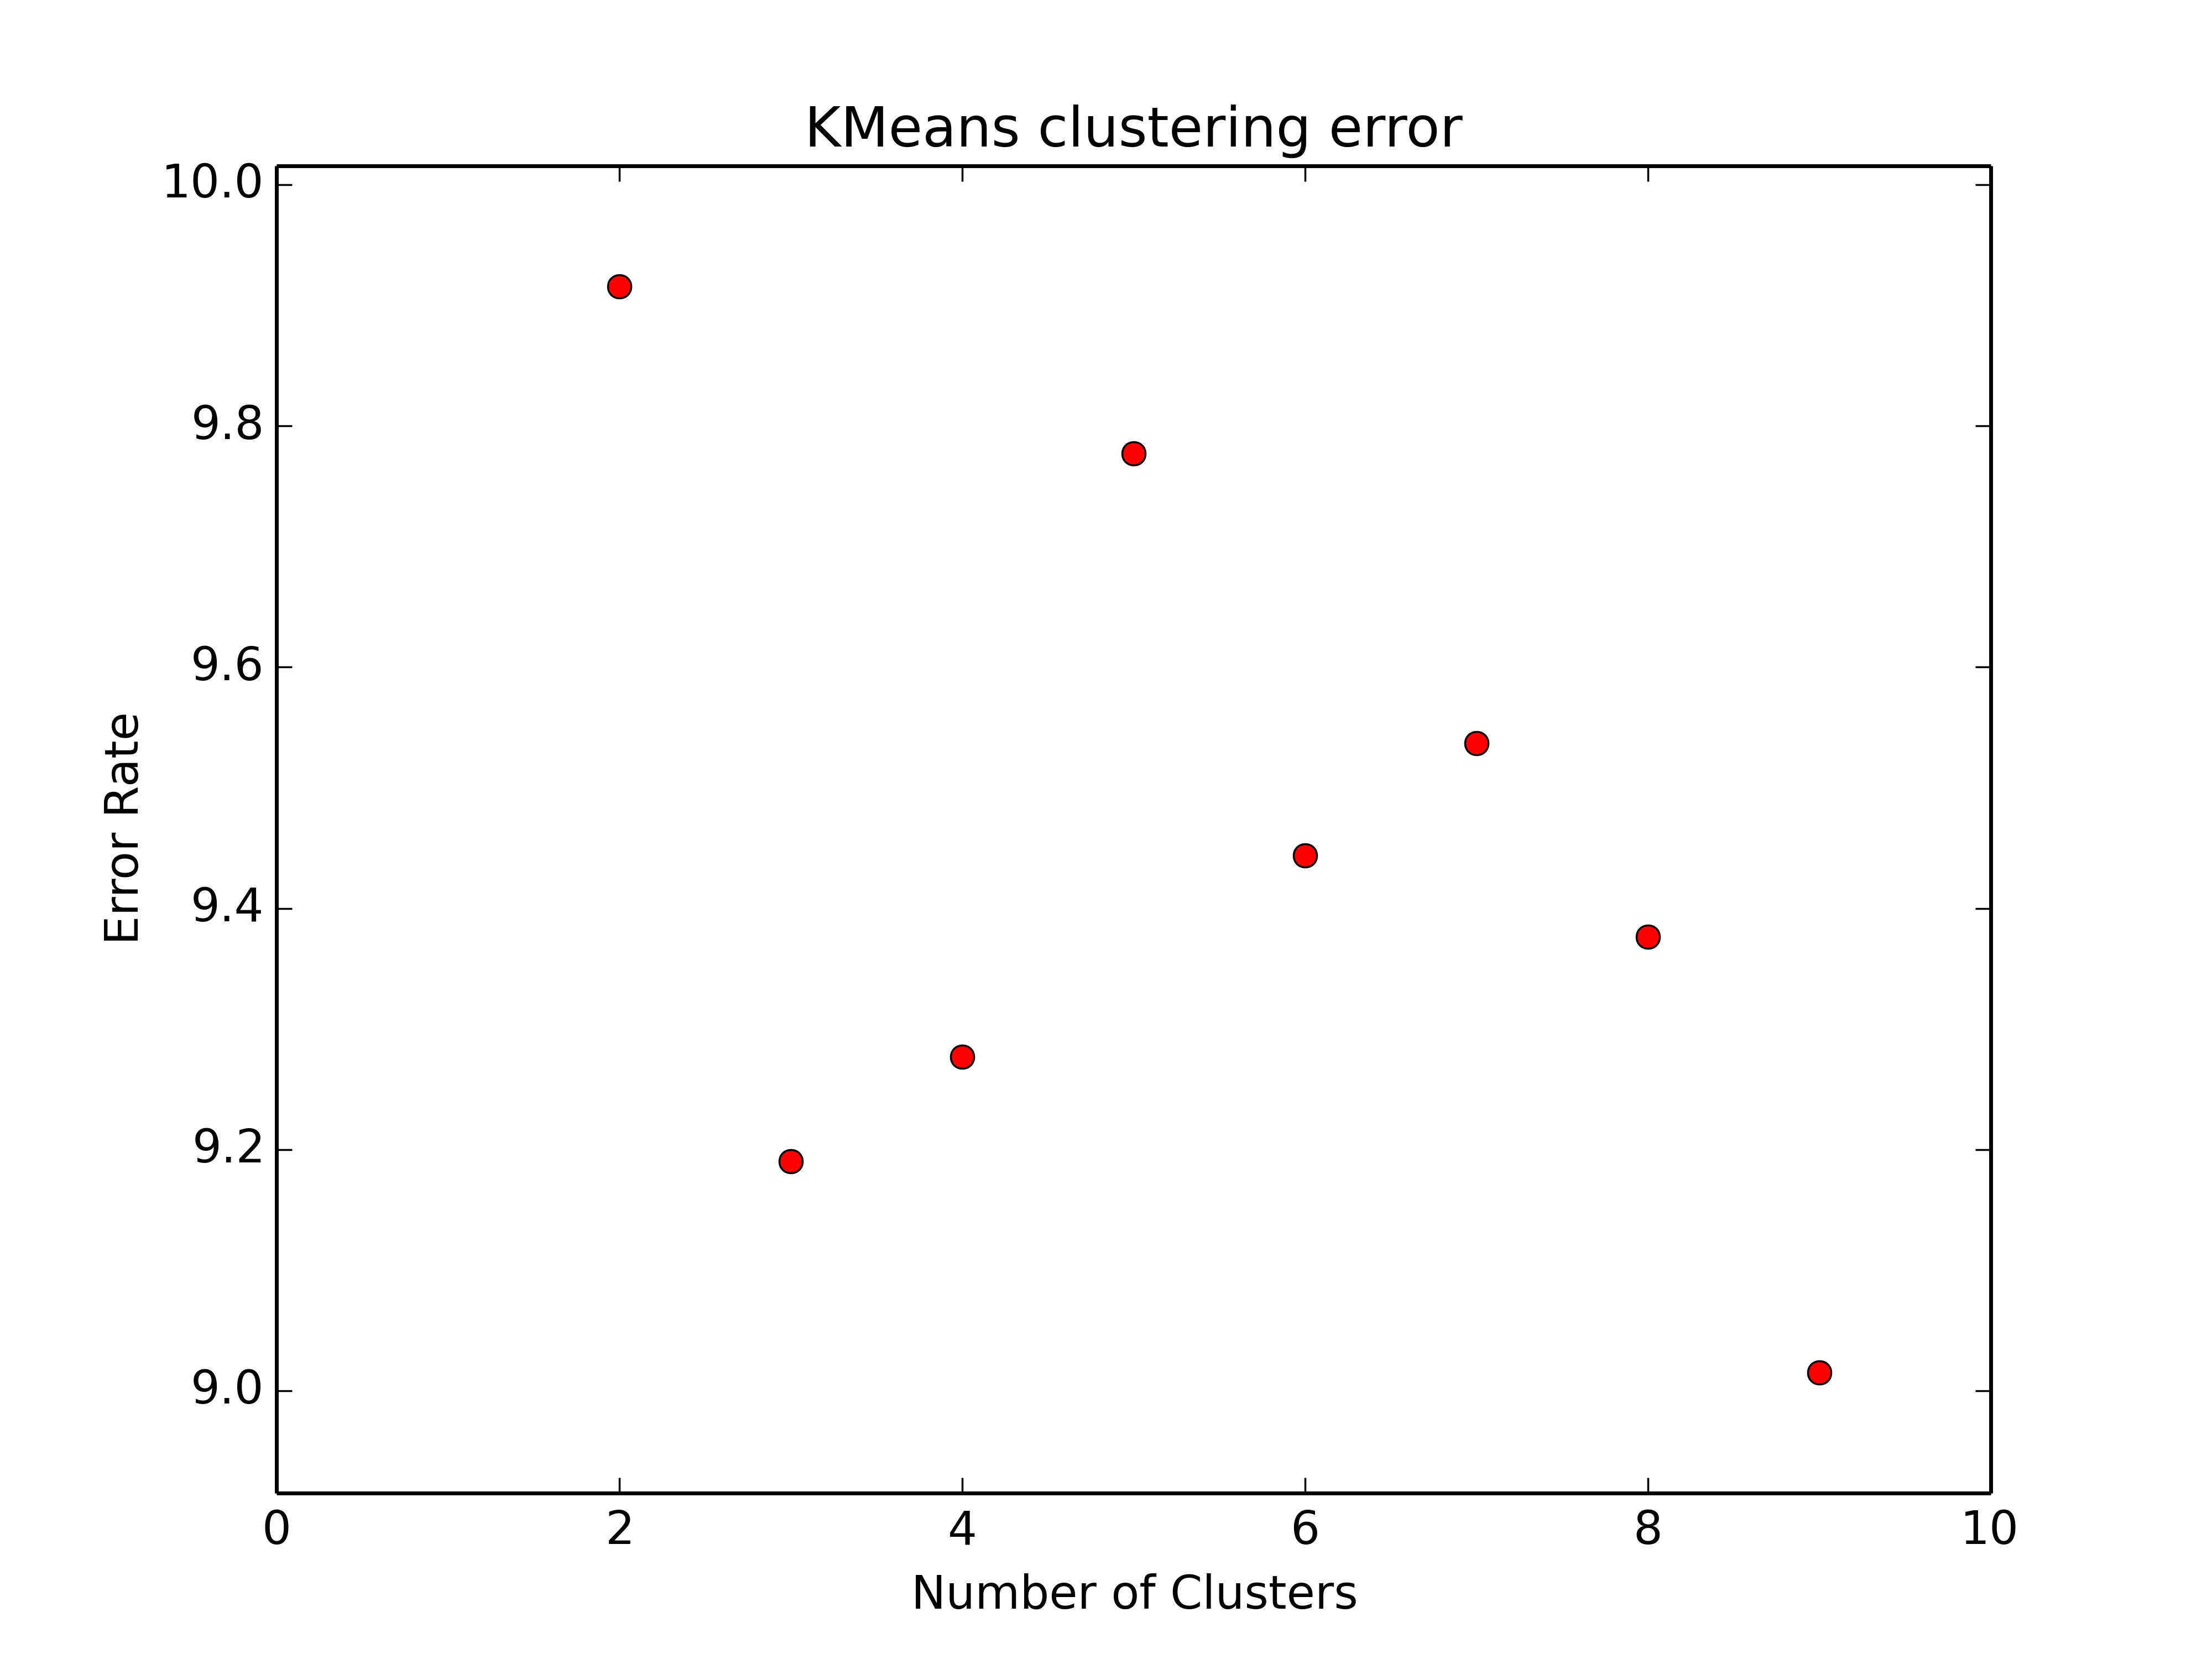 KMeans clustering error
10.0
9.8
9.6
9.4
9.2
9.0
Error Rate
0 2 4 6 8 10
Number of Clusters